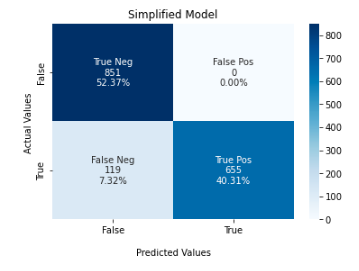 Simplified Model
True Neg
851
52.37%
False Pos
0
0.00%
False Neg
119
7.32%
True Pos
655
40.31%
False
True
Actual Values
False
True
Predicted Values
800
700
600
500
400
300
200
100
0